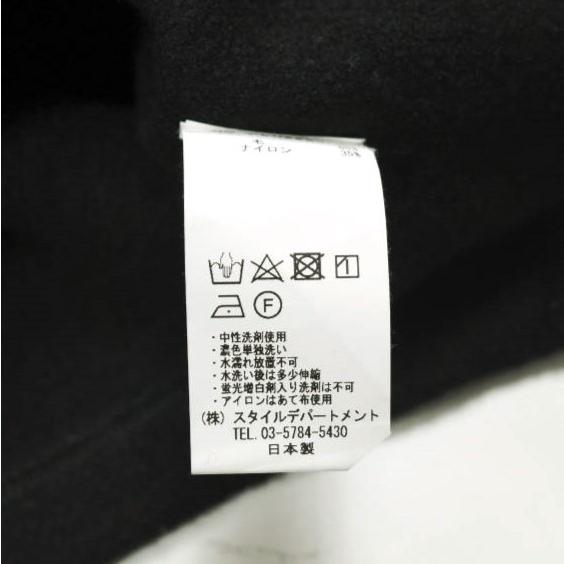 毛
ナイロン 35%
F
・中性洗剤使用
・濃色単独洗い
・水濡れ放置不可
・水洗い後は多少伸縮
・蛍光増白剤入り洗剤は不可
・アイロンはあて布使用
(株)スタイルデパートメント
TEL. 03-5784-5430
日本製